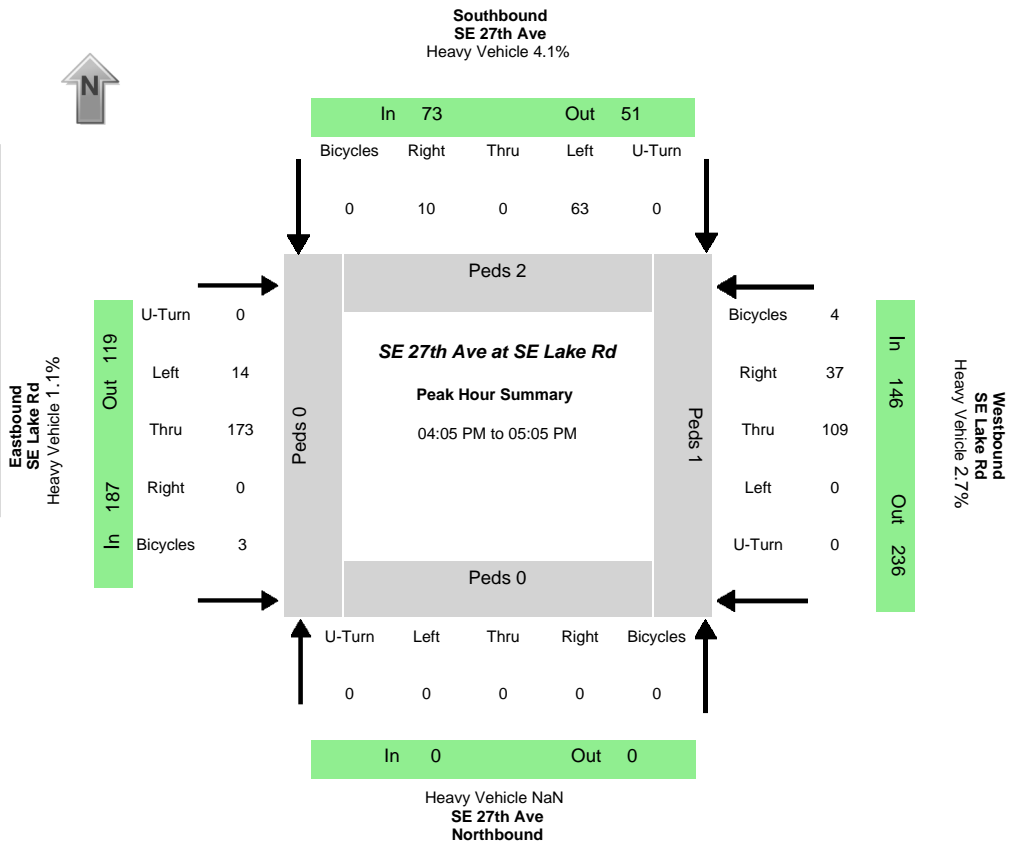 Southbound
SE 27th Ave
Heavy Vehicle 4.1%
N
In 73 Out 51
Bicycles Right Thru Left U-Turn
0 10 0 63 0
Peds 2
Eastbound
SE Lake Rd
Heavy Vehicle 1.1%
Out 119
In 187
U-Turn 0
Left 14
Thru 173
Right 0
Bicycles 3
Peds 0
SE 27th Ave at SE Lake Rd
Peak Hour Summary
04:05 PM to 05:05 PM
Peds 1
Bicycles 4
Right 37
Thru 109
Left 0
U-Turn 0
In 146
Out 236
Westbound
SE Lake Rd
Heavy Vehicle 2.7%
Peds 0
U-Turn Left Thru Right Bicycles
0 0 0 0 0
In 0 Out 0
Heavy Vehicle NaN
SE 27th Ave
Northbound